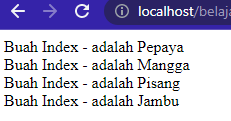 localhost/belaja
Buah Index - adalah Pepaya
Buah Index - adalah Mangga
Buah Index - adalah Pisang
Buah Index - adalah Jambu